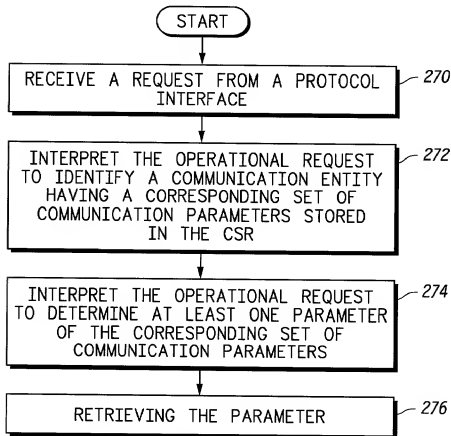 START
RECEIVE A REQUEST FROM A PROTOCOL
INTERFACE
270
INTERPRET THE OPERATIONAL REQUEST
TO IDENTIFY A COMMUNICATION ENTITY
HAVING A CORRESPONDING SET OF
COMMUNICATION PARAMETERS STORED
IN THE CSR
272
INTERPRET THE OPERATIONAL REQUEST
TO DETERMINE AT LEAST ONE PARAMETER
OF THE CORRESPONDING SET OF
COMMUNICATION PARAMETERS
274
RETRIEVING THE PARAMETER
276